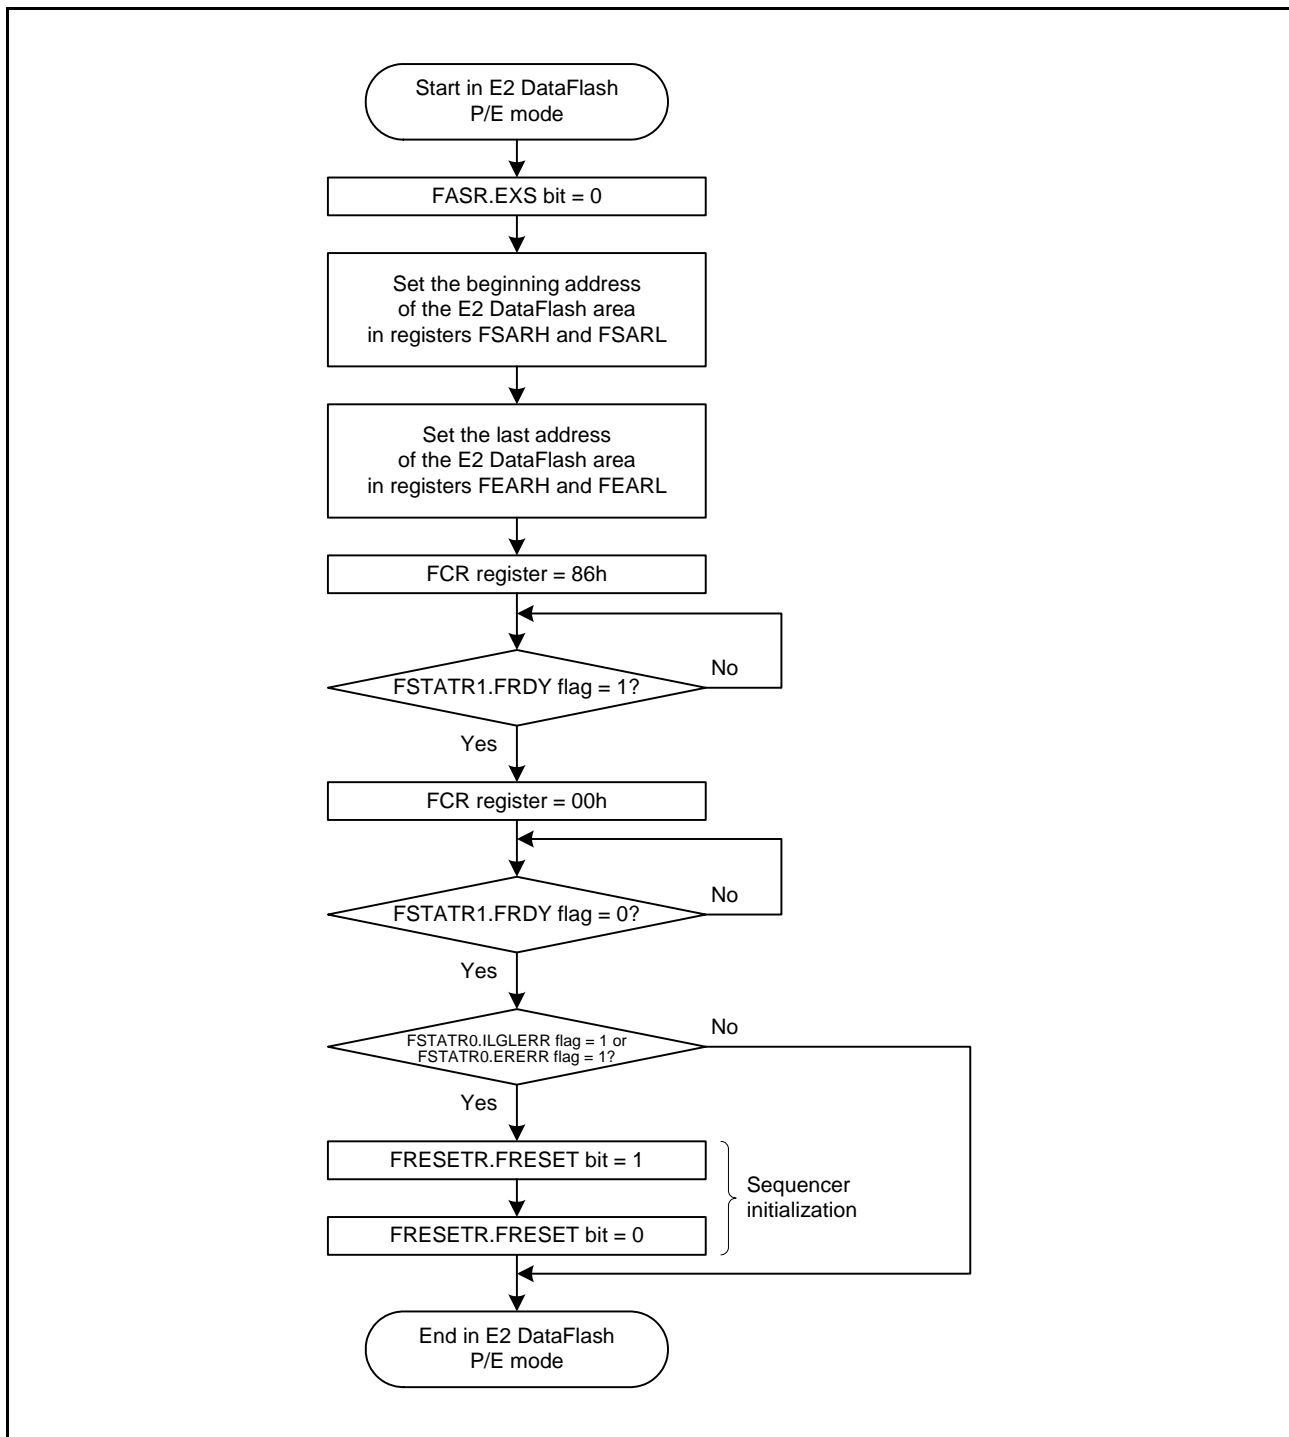 Start in E2 DataFlash
P/E mode
FASR.EXS bit = 0
Set the beginning address
of the E2 DataFlash area
in registers FSARH and FSARL
Set the last address
of the E2 DataFlash area
in registers FEARH and FEARL
FCR register = 86h
FSTATR1.FRDY flag = 1?
No
Yes
FCR register = 00h
FSTATR1.FRDY flag = 0?
No
Yes
FSTATR0.ILGLERR flag = 1 or
FSTATR0.ERERR flag = 1?
No
Yes
FRESETR.FRESET bit = 1
FRESETR.FRESET bit = 0
Sequencer
initialization
End in E2 DataFlash
P/E mode